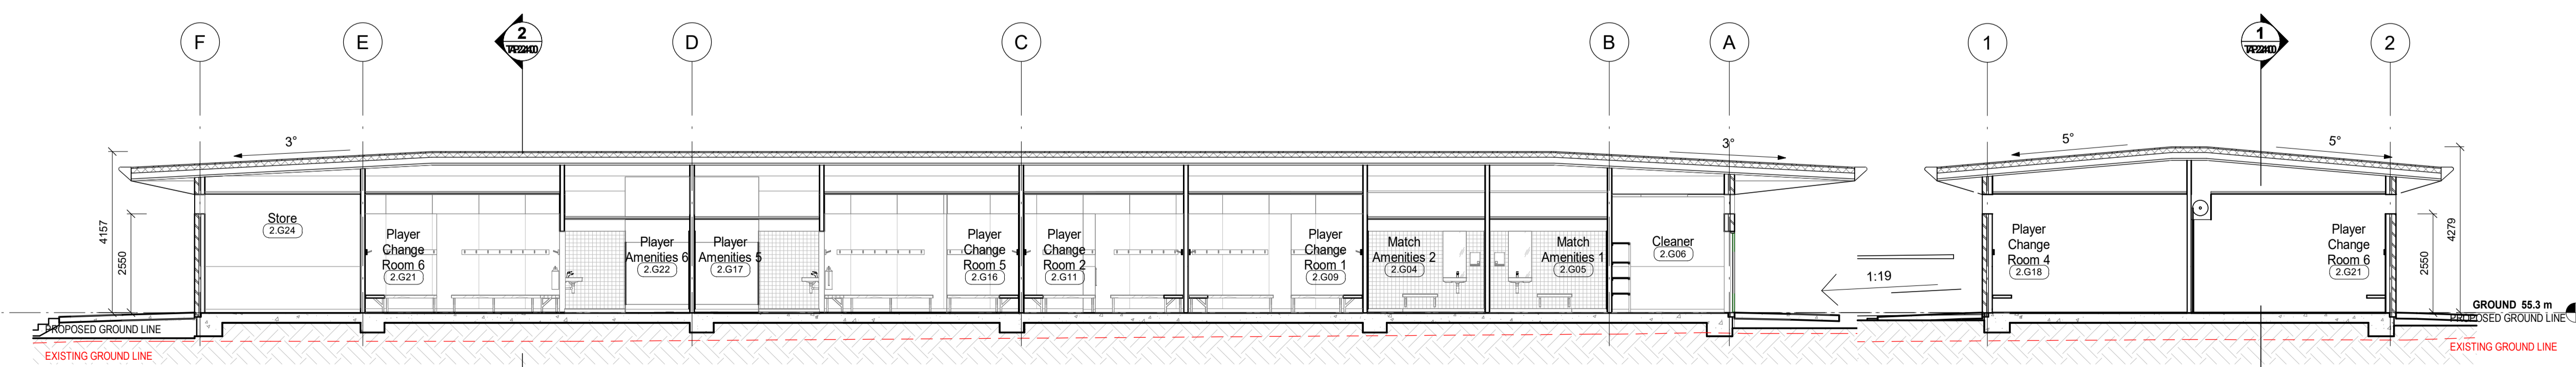 F
E
2
D
C
B
A
1
1
2
3°
3°
5°
5°
4157
2550
Store
2.G24
Player
Change
Room 6
2.G21
Player
Amenities 6
2.G22
Player
Amenities 5
2.G17
Player
Change
Room 5
2.G16
Player
Change
Room 2
2.G11
Player
Change
Room 1
2.G09
Match
Amenities 2
2.G04
Match
Amenities 1
2.G05
Cleaner
2.G06
1:19
Player
Change
Room 4
2.G18
Player
Change
Room 6
2.G21
2550
4279
GROUND 55.3 m
PROPOSED GROUND LINE
PROPOSED GROUND LINE
EXISTING GROUND LINE
EXISTING GROUND LINE